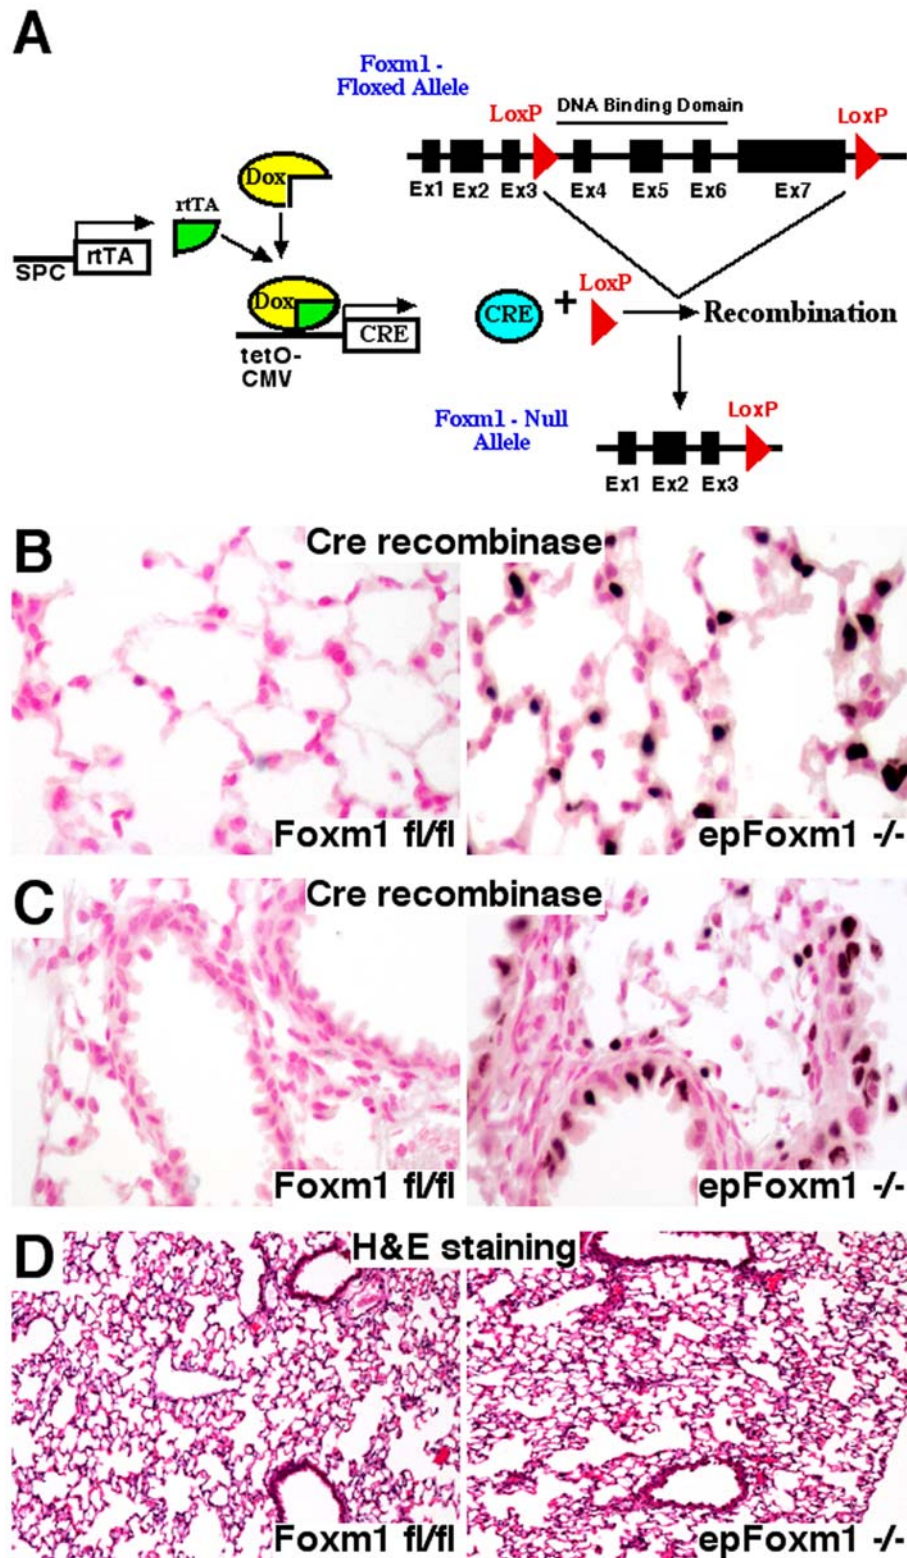 A
Foxm1 -
Floxed Allele
DNA Binding Domain
LoxP
LoxP
Ex1 Ex2 Ex3 Ex4 Ex5 Ex6 Ex7
Dox
rtTA
rtTA
SPC
Dox
CRE
tetO-
CMV
CRE
+
LoxP
Recombination
Foxm1 - Null
Allele
LoxP
Ex1 Ex2 Ex3
B
Cre recombinase
Foxm1 fl/fl
epFoxm1 -/-
C
Cre recombinase
Foxm1 fl/fl
epFoxm1 -/-
D
H&E staining
Foxm1 fl/fl
epFoxm1 -/-